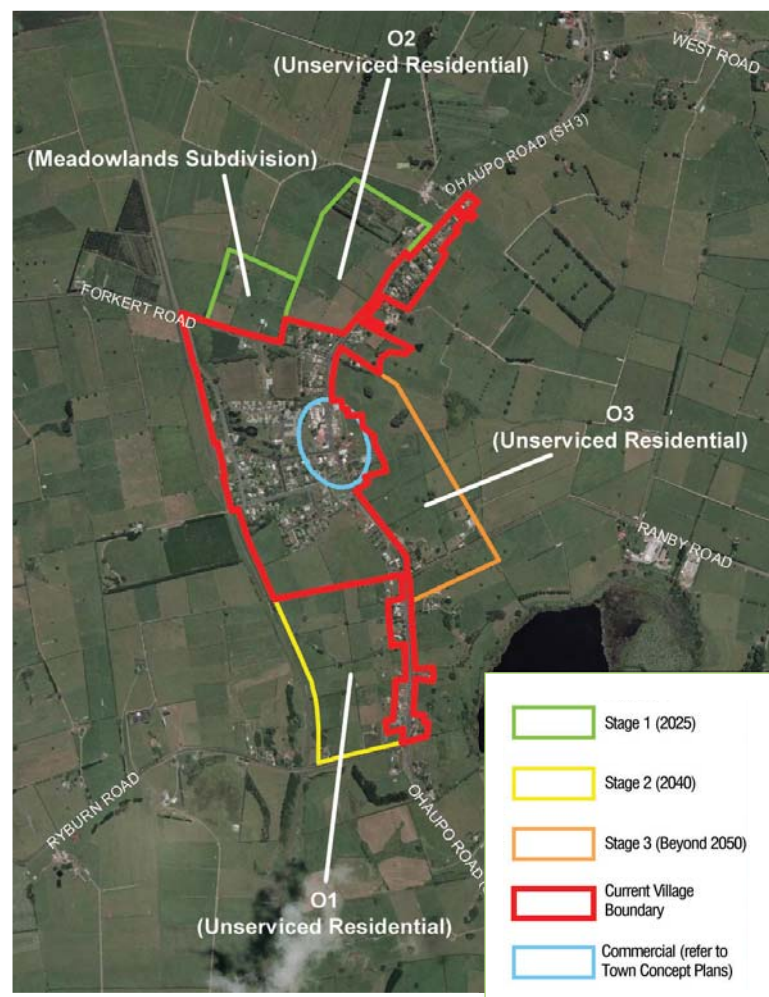 O2
(Unserviced Residential)
WEST ROAD
(Meadowlands Subdivision)
OHAUPO ROAD (SH3)
FORKERT ROAD
O3
(Unserviced Residential)
RANBY ROAD
RYBURN ROAD
OHAUPO ROAD (
O1
(Unserviced Residential)
Stage 1 (2025)
Stage 2 (2040)
Stage 3 (Beyond 2050)
Current Village
Boundary
Commercial (refer to
Town Concept Plans)